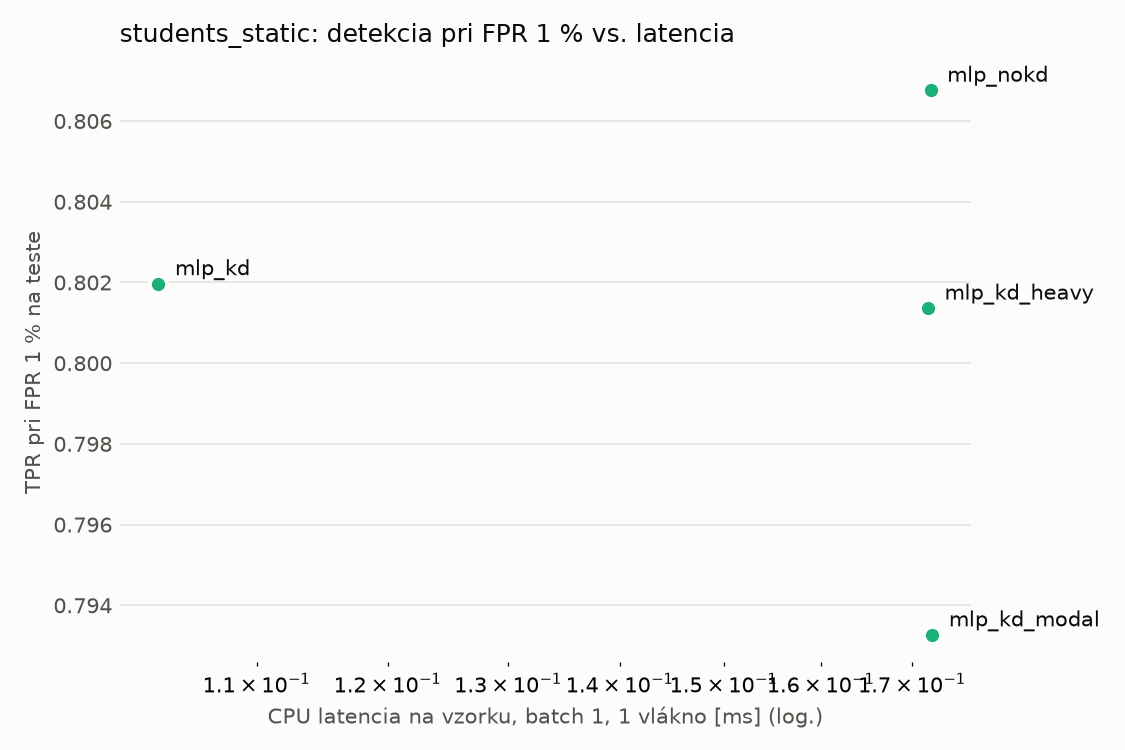 students_static: detekcia pri FPR 1 % vs. latencia
mlp_nokd
0.806
0.804
mlp_kd
0.802
mlp_kd_heavy
0.800
0.798
0.796
0.794
mlp_kd_modal
TPR pri FPR 1 % na teste
1.1 × 10⁻¹ 1.2 × 10⁻¹ 1.3 × 10⁻¹ 1.4 × 10⁻¹ 1.5 × 10⁻¹ 1.6 × 10⁻¹ 1.7 × 10⁻¹
CPU latencia na vzorku, batch 1, 1 vlákno [ms] (log.)